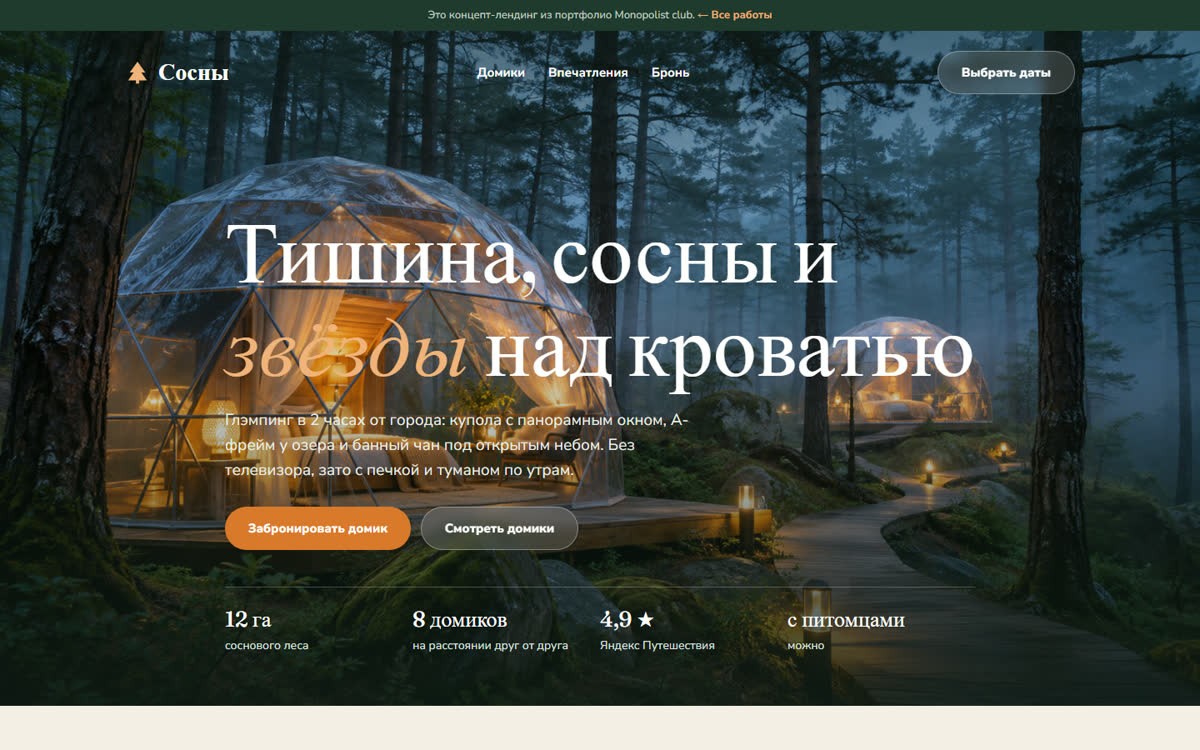 Это концепт-лендинг из портфолио Monopolist club. ← Все работы
Сосны
Домики
Впечатления
Бронь
Выбрать даты
Тишина, сосны и
звёзды над кроватью
Глэмпинг в 2 часах от города: купола с панорамным окном, А-
фрейм у озера и банный чан под открытым небом. Без
телевизора, зато с печкой и туманом по утрам.
Забронировать домик
Смотреть домики
12 га
соснового леса
8 домиков
на расстоянии друг от друга
4,9 ★
Яндекс Путешествия
с питомцами
можно